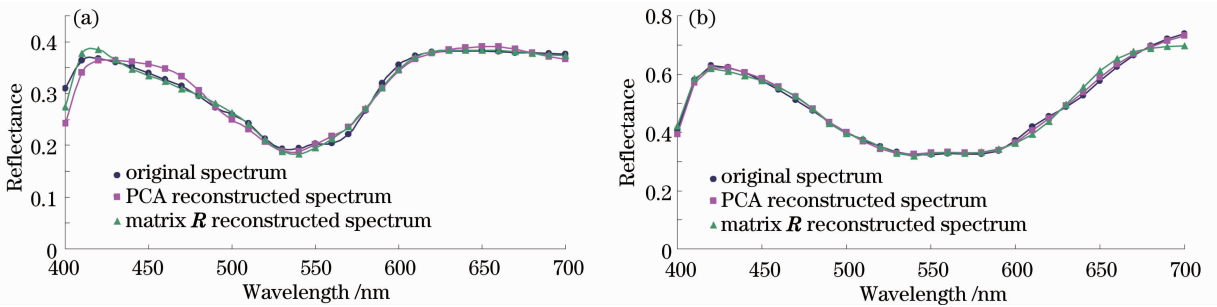 (a)
0.4
0.3
0.2
0.1
0
Reflectance
original spectrum
PCA reconstructed spectrum
matrix R reconstructed spectrum
400 450 500 550 600 650 700
Wavelength /nm
(b)
0.8
0.6
0.4
0.2
0
Reflectance
original spectrum
PCA reconstructed spectrum
matrix R reconstructed spectrum
400 450 500 550 600 650 700
Wavelength /nm